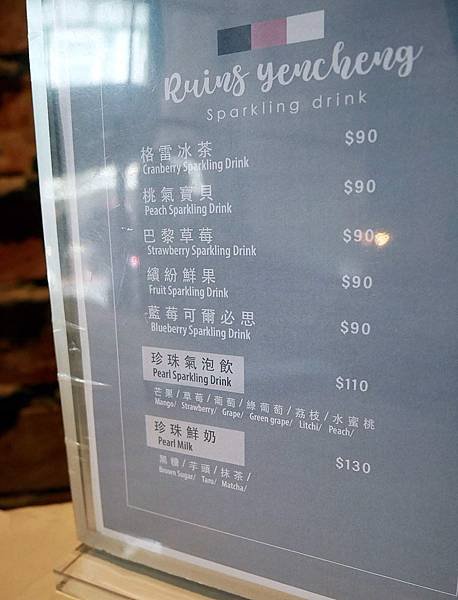 Ruins yencheng
Sparkling drink
格雷冰茶 $90
Cranberry Sparkling Drink
桃氣寶貝 $90
Peach Sparkling Drink
巴黎草莓 $90
Strawberry Sparkling Drink
繽紛鮮果 $90
Fruit Sparkling Drink
藍莓可爾必思 $90
Blueberry Sparkling Drink
珍珠氣泡飲 $110
Pearl Sparkling Drink
芒果/草莓/葡萄/綠葡萄/荔枝/水蜜桃
Mango/ Strawberry/ Grape/ Green grape/ Litchi/ Peach/
珍珠鮮奶 $130
Pearl Milk
黑糖/芋頭/抹茶/
Brown Sugar/ Taro/ Matcha/